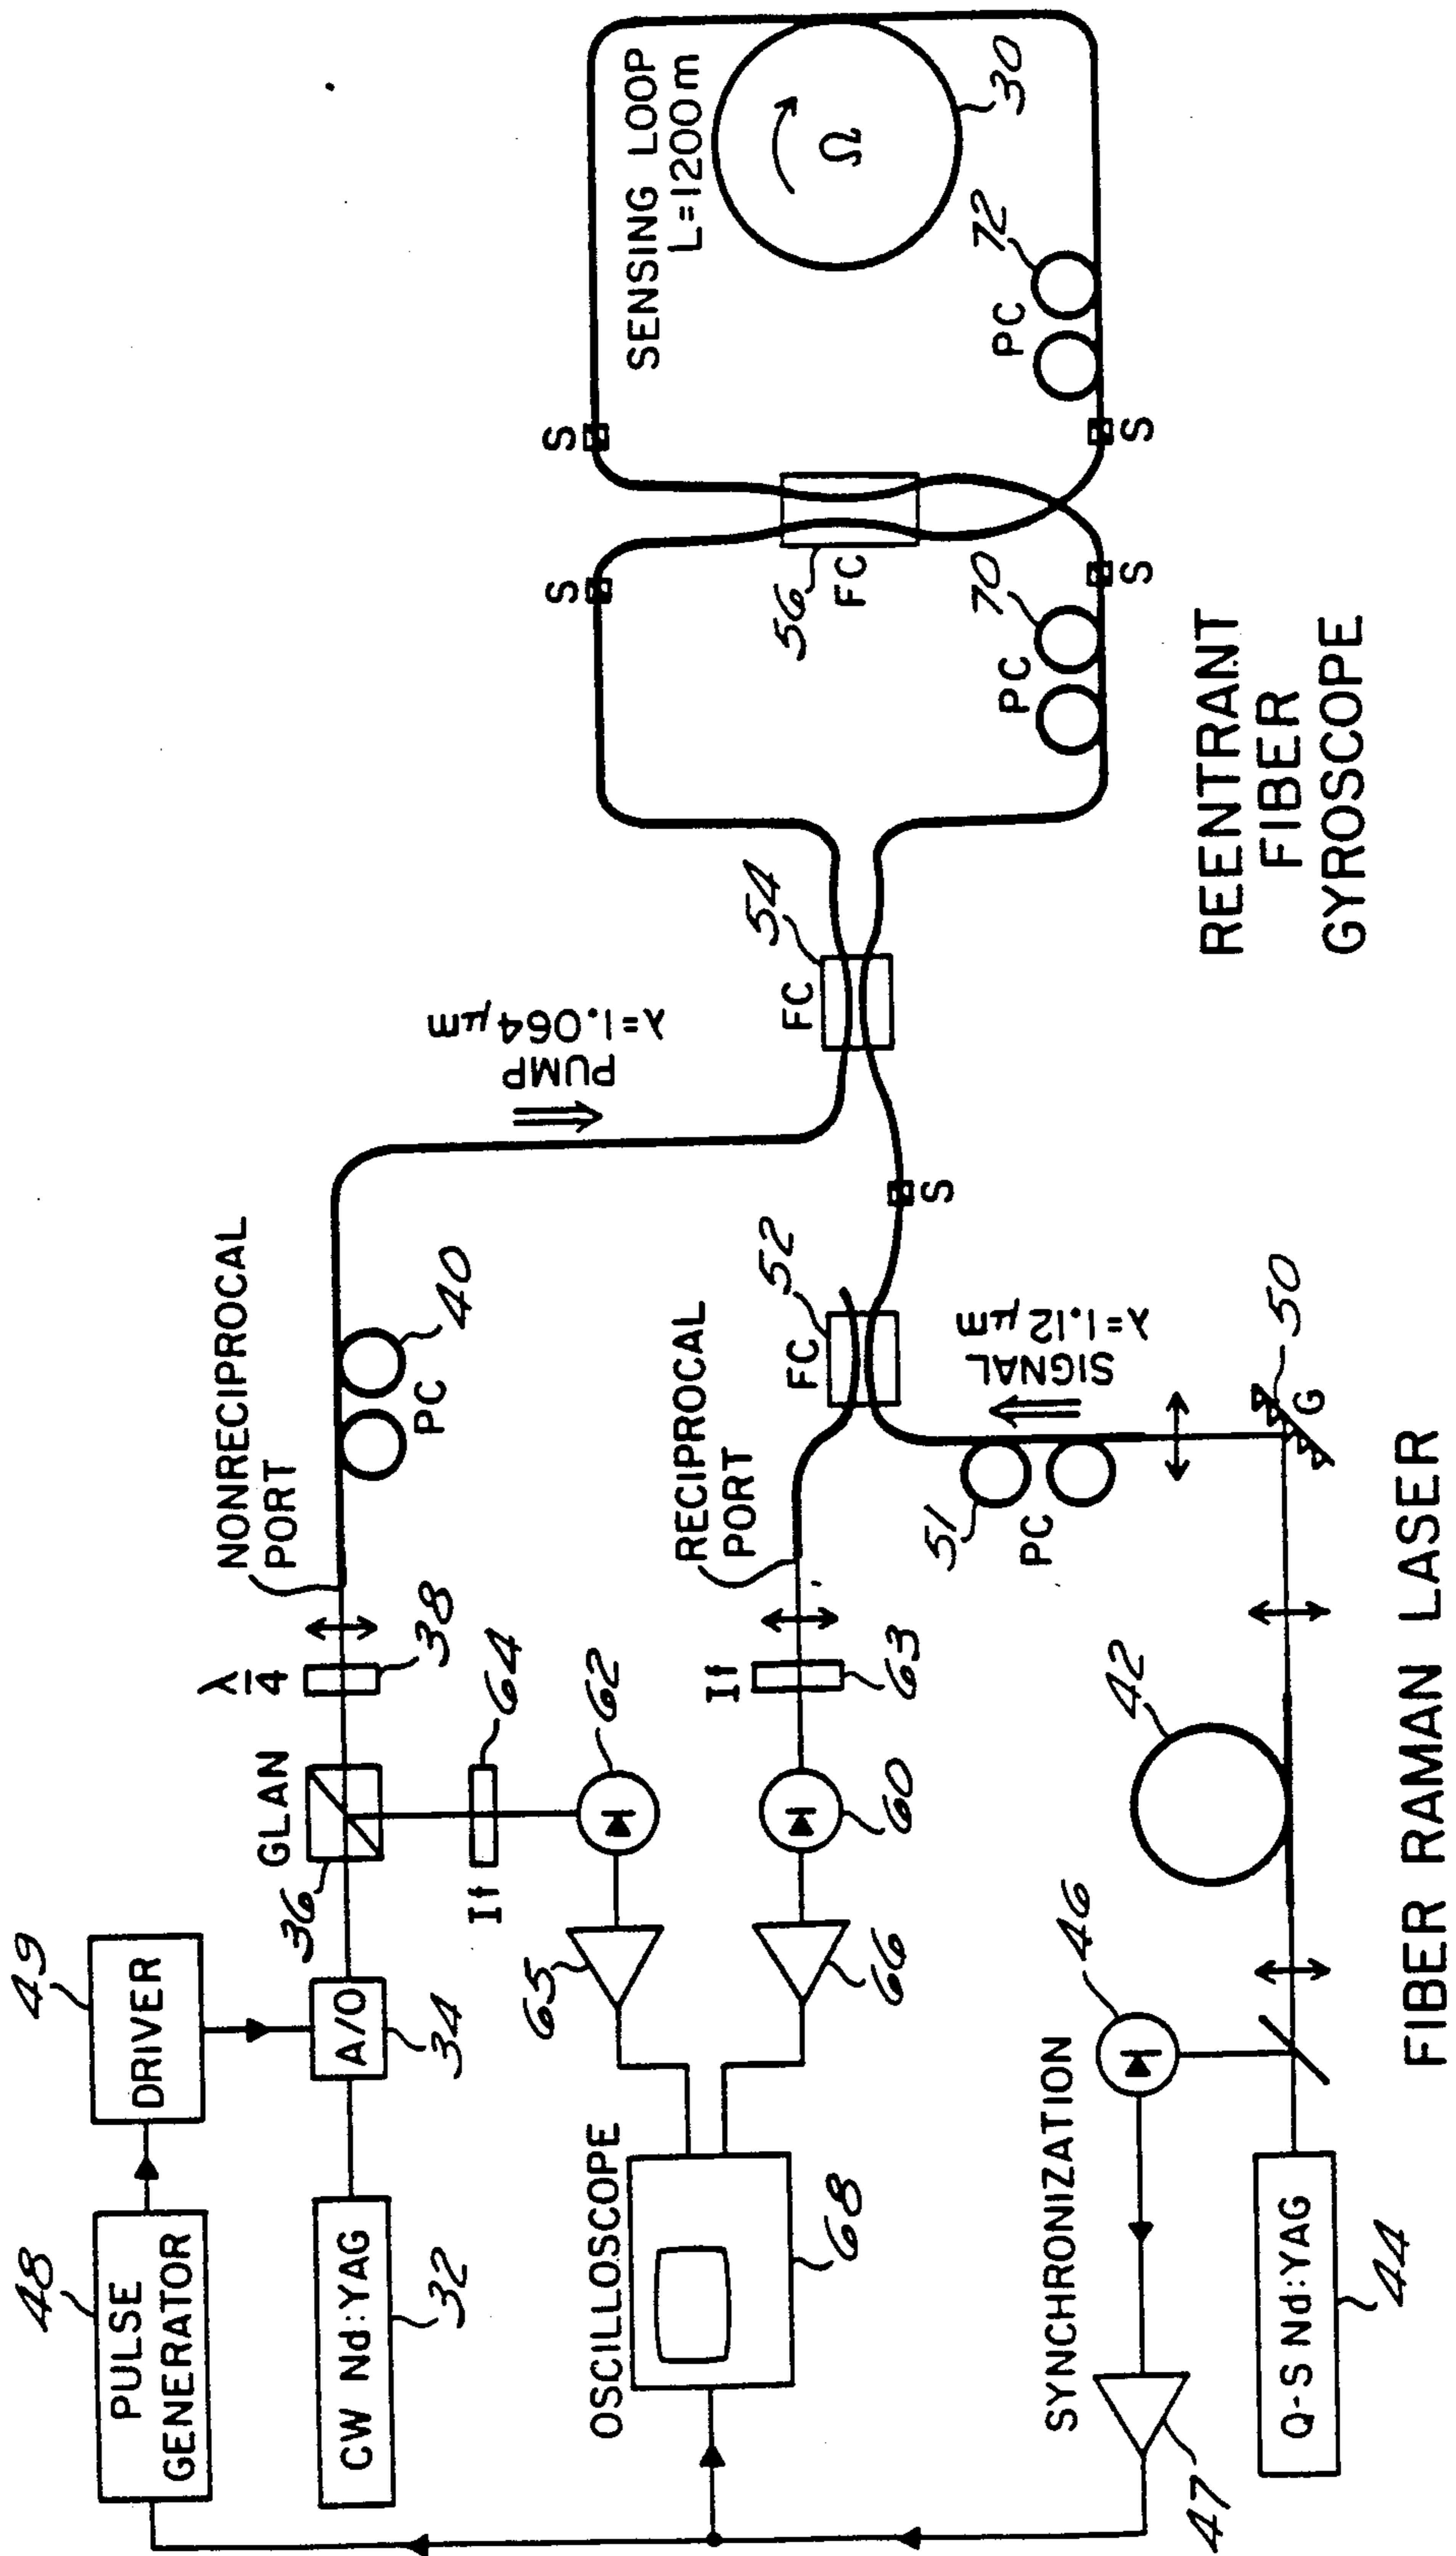 48
PULSE
GENERATOR
49
DRIVER
CW Nd:YAG
32
A/O
34
36
GLAN
λ/4
38
NONRECIPROCAL
PORT
PC
40
PUMP
λ=1.064μm
If
64
62
65
OSCILLOSCOPE
68
66
60
If
63
RECIPROCAL
PORT
FC
52
S
FC
54
SYNCHRONIZATION
46
47
Q-S Nd:YAG
44
42
51
PC
SIGNAL
λ=1.12μm
50
G
S
S
56
FC
PC
70
S
S
PC
72
SENSING LOOP
L=1200m
Ω
30
REENTRANT
FIBER
GYROSCOPE
FIBER RAMAN LASER